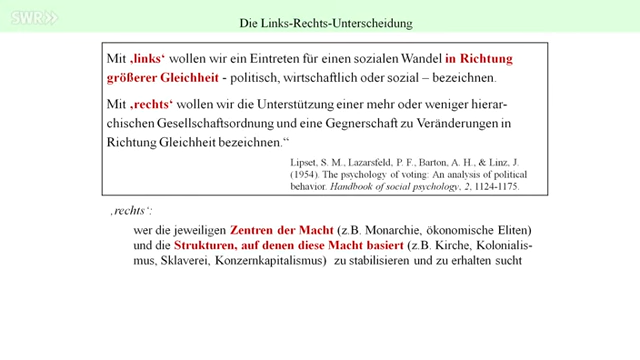 SWR
Die Links-Rechts-Unterscheidung
Mit ‚links‘ wollen wir ein Eintreten für einen sozialen Wandel in Richtung
größerer Gleichheit - politisch, wirtschaftlich oder sozial – bezeichnen.
Mit ‚rechts‘ wollen wir die Unterstützung einer mehr oder weniger hierar-
chischen Gesellschaftsordnung und eine Gegnerschaft zu Veränderungen in
Richtung Gleichheit bezeichnen.“
Lipset, S. M., Lazarsfeld, P. F., Barton, A. H., & Linz, J.
(1954). The psychology of voting: An analysis of political
behavior. Handbook of social psychology, 2, 1124-1175.
‚rechts‘:
wer die jeweiligen Zentren der Macht (z.B. Monarchie, ökonomische Eliten)
und die Strukturen, auf denen diese Macht basiert (z.B. Kirche, Kolonialis-
mus, Sklaverei, Konzernkapitalismus) zu stabilisieren und zu erhalten sucht